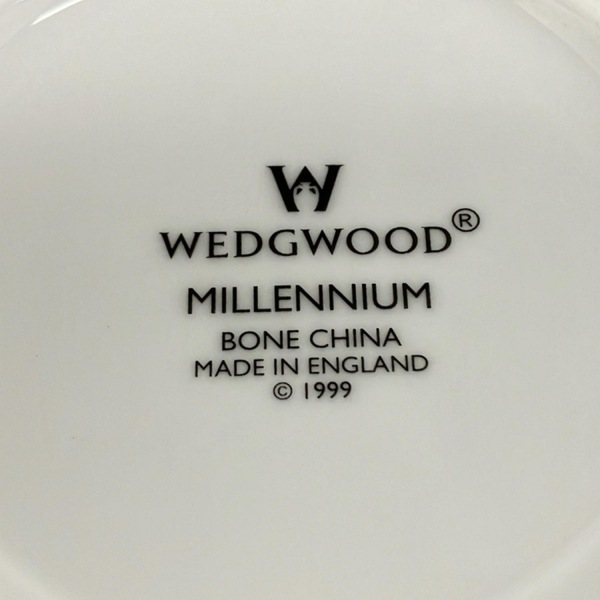 W
WEDGWOOD®
MILLENNIUM
BONE CHINA
MADE IN ENGLAND
© 1999